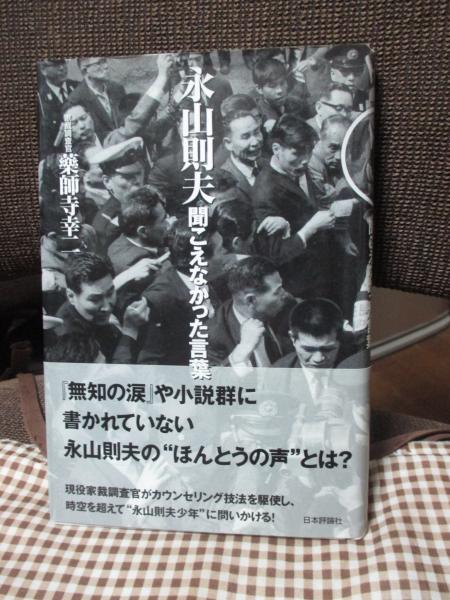 永山則夫
聞こえなかった言葉
薬師寺幸二
『無知の涙』や小説群に
書かれていない
永山則夫の“ほんとうの声”とは?
現役家裁調査官がカウンセリング技法を駆使し、
時空を超えて“永山則夫少年”に問いかける!
日本評論社